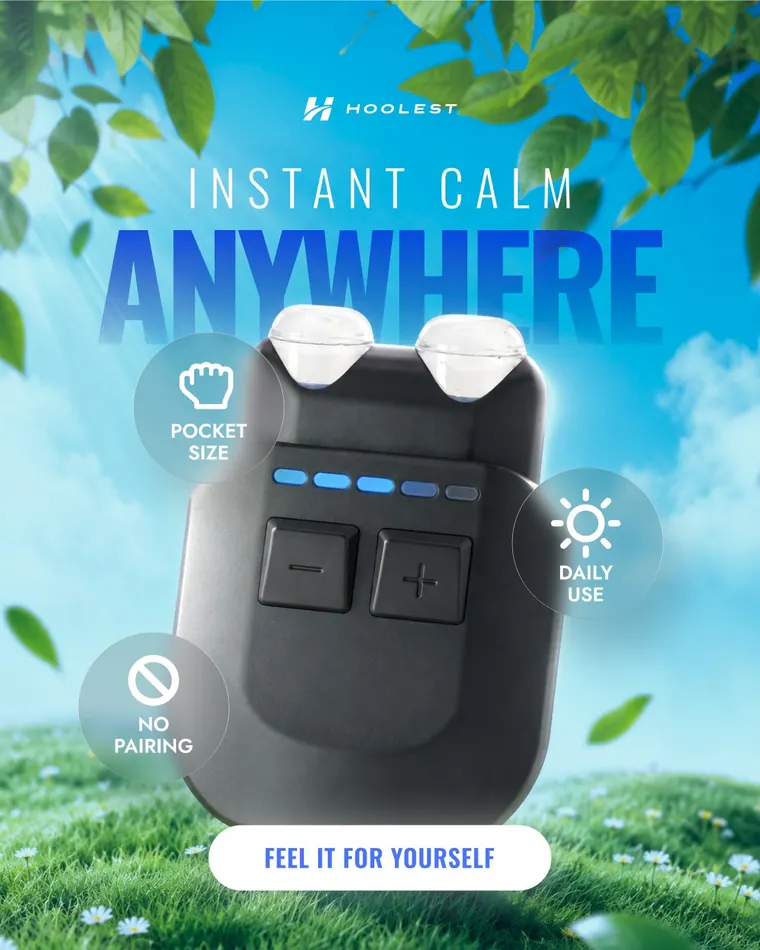 HOOLEST
INSTANT CALM
ANYWHERE
POCKET
SIZE
DAILY
USE
NO
PAIRING
FEEL IT FOR YOURSELF